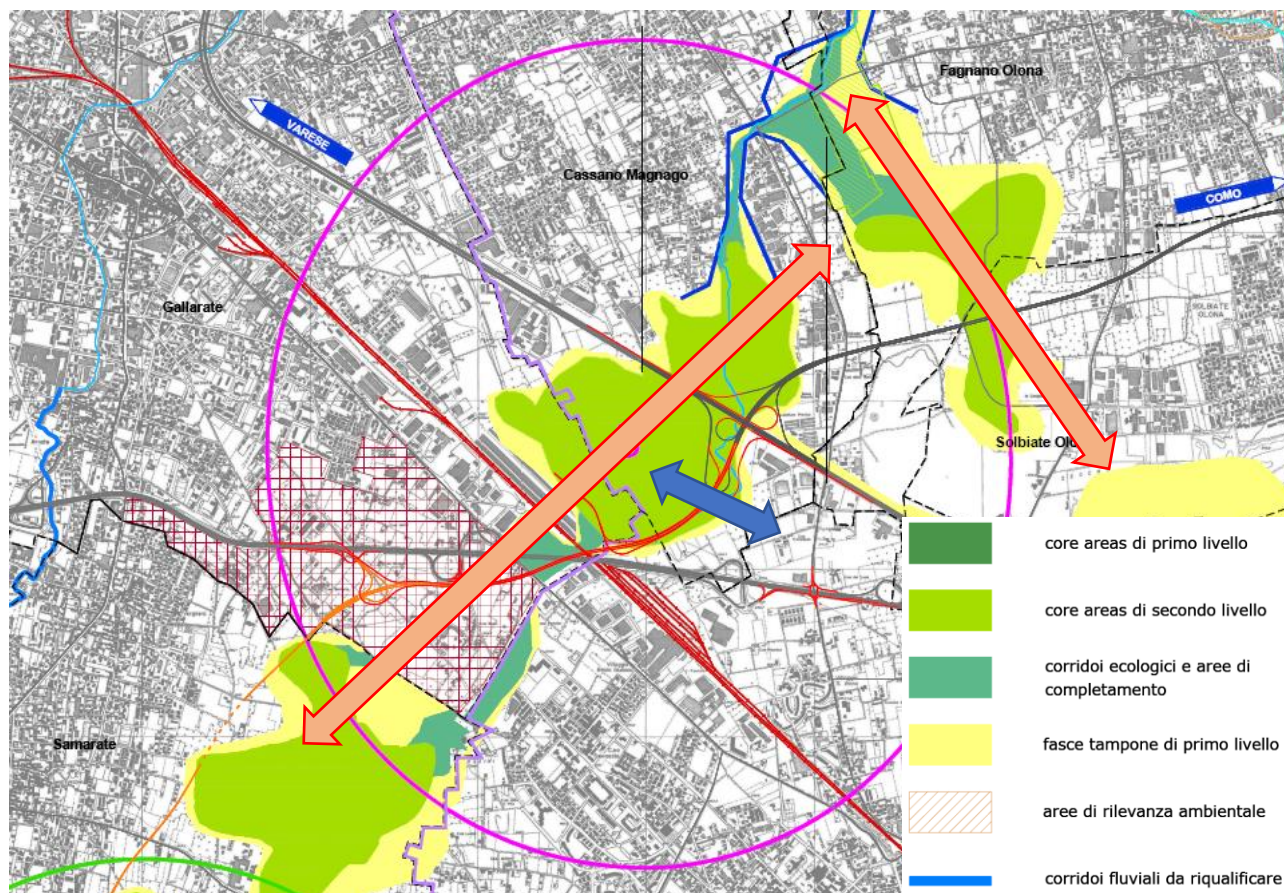 Fagnano Olona
VARESE
Cassano Magnago
COMO
Gallarate
SOLBIATE
OLONA
Solbiate Olo
Samarate
core areas di primo livello
core areas di secondo livello
corridoi ecologici e aree di
completamento
fasce tampone di primo livello
aree di rilevanza ambientale
corridoi fluviali da riqualificare